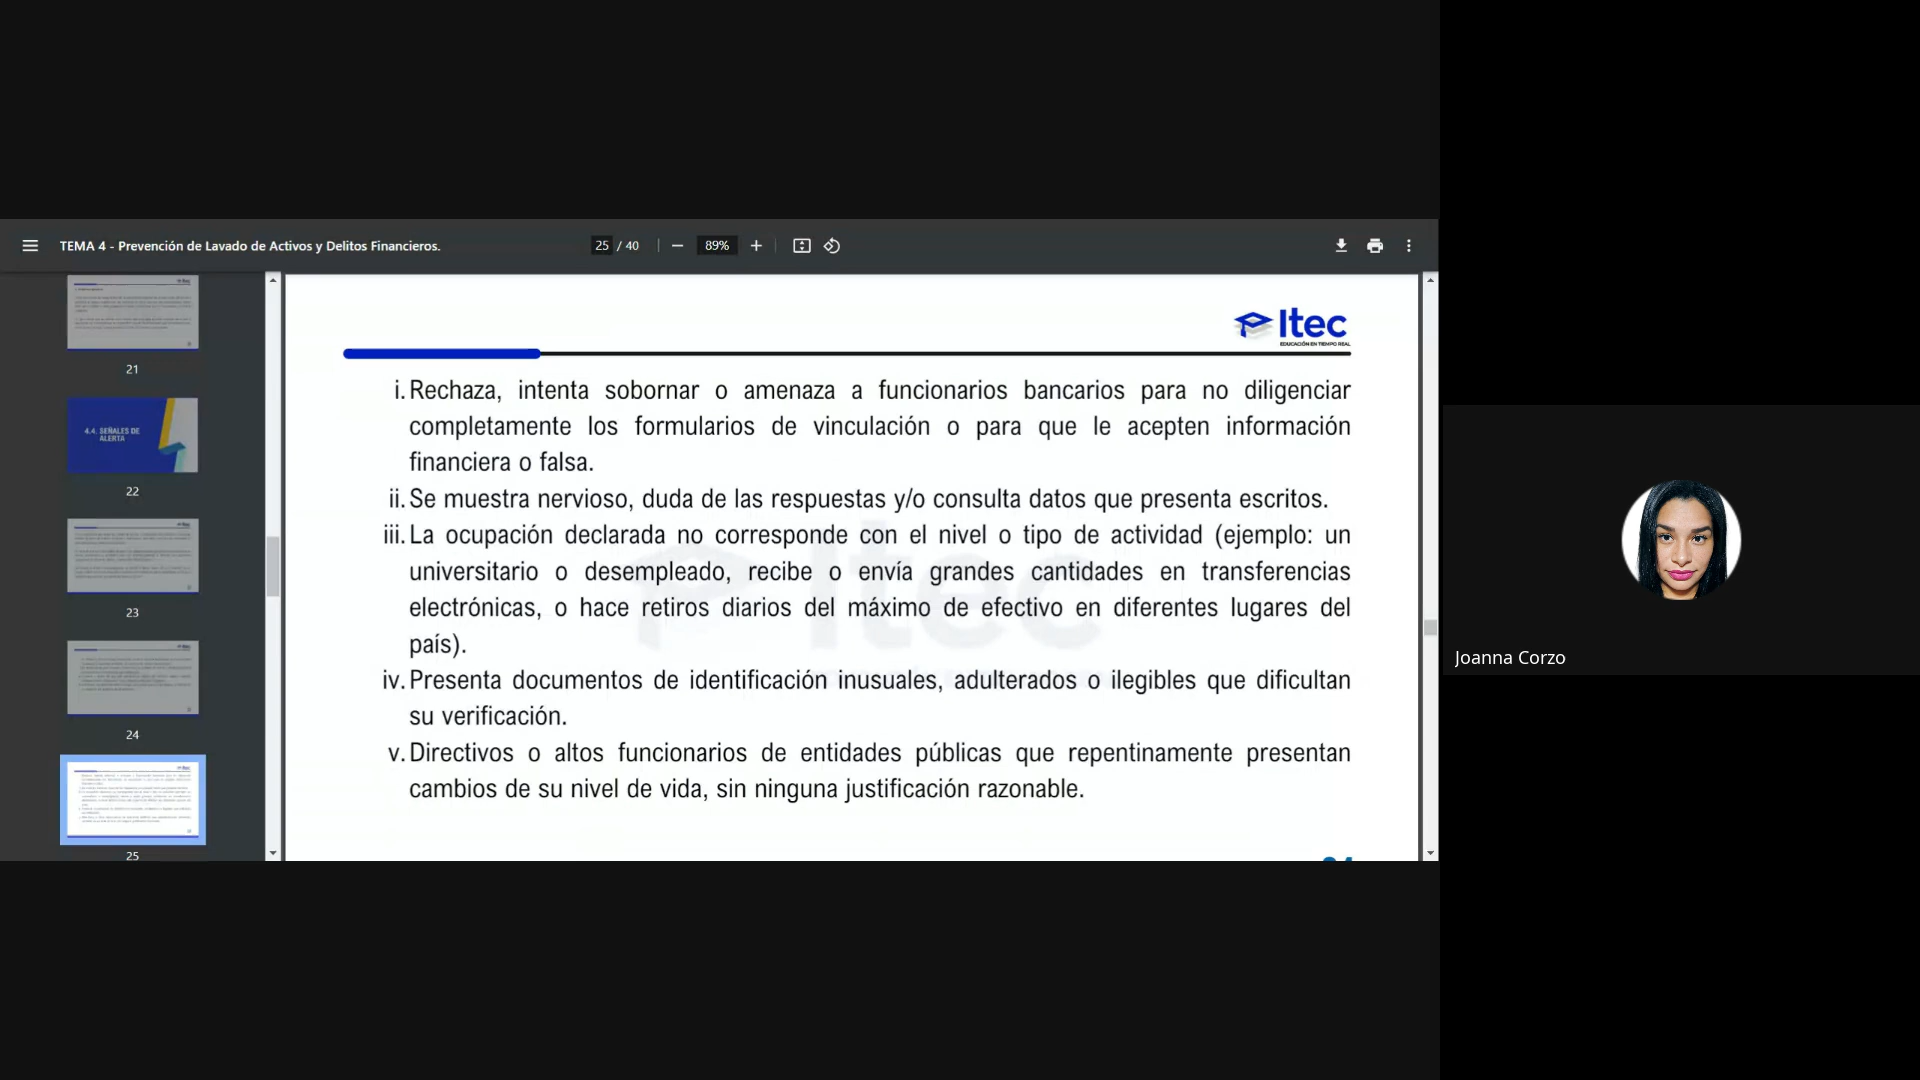 TEMA 4 - Prevención de Lavado de Activos y Delitos Financieros.
25 / 40
89%
21
4.4. SEÑALES DE
ALERTA
22
23
24
25
Itec
EDUCACIÓN EN TIEMPO REAL
i. Rechaza, intenta sobornar o amenaza a funcionarios bancarios para no diligenciar
completamente los formularios de vinculación o para que le acepten información
financiera o falsa.
ii. Se muestra nervioso, duda de las respuestas y/o consulta datos que presenta escritos.
iii. La ocupación declarada no corresponde con el nivel o tipo de actividad (ejemplo: un
universitario o desempleado, recibe o envía grandes cantidades en transferencias
electrónicas, o hace retiros diarios del máximo de efectivo en diferentes lugares del
país).
iv. Presenta documentos de identificación inusuales, adulterados o ilegibles que dificultan
su verificación.
v. Directivos o altos funcionarios de entidades públicas que repentinamente presentan
cambios de su nivel de vida, sin ninguna justificación razonable.
Joanna Corzo